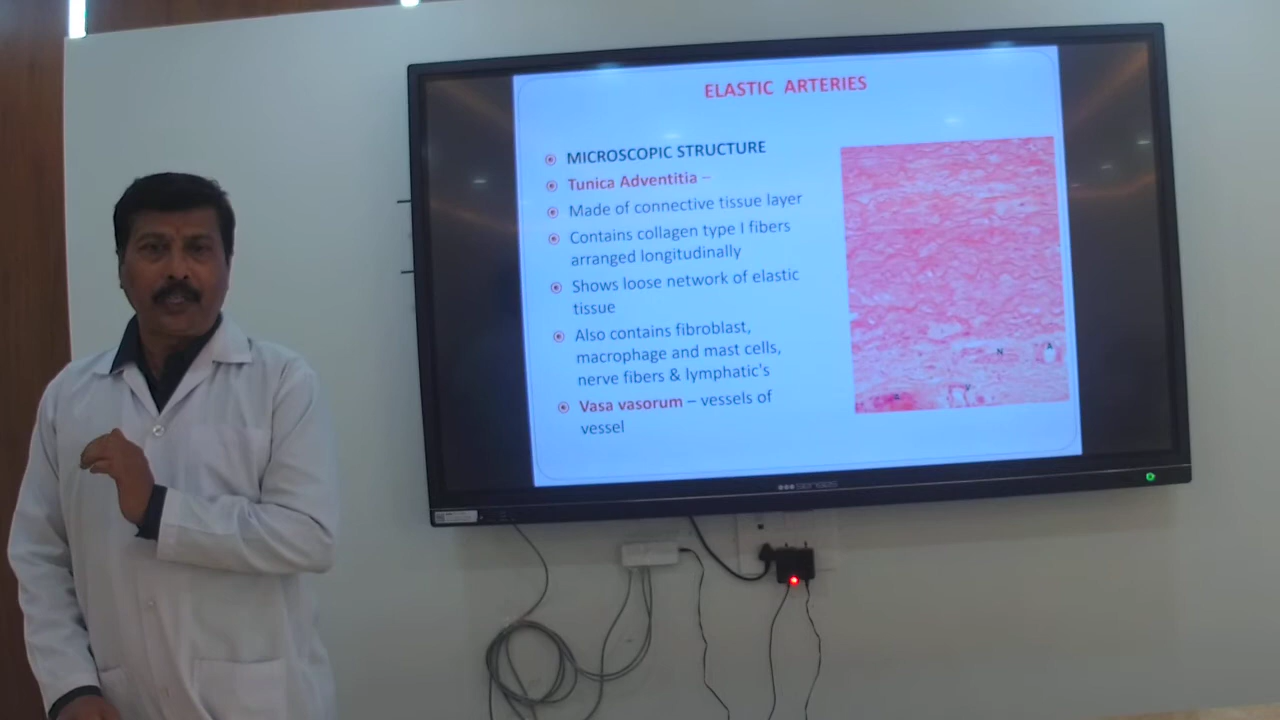 ELASTIC ARTERIES
MICROSCOPIC STRUCTURE
Tunica Adventitia –
Made of connective tissue layer
Contains collagen type I fibers
arranged longitudinally
Shows loose network of elastic
tissue
Also contains fibroblast,
macrophage and mast cells,
nerve fibers & lymphatic's
Vasa vasorum – vessels of
vessel
N
A